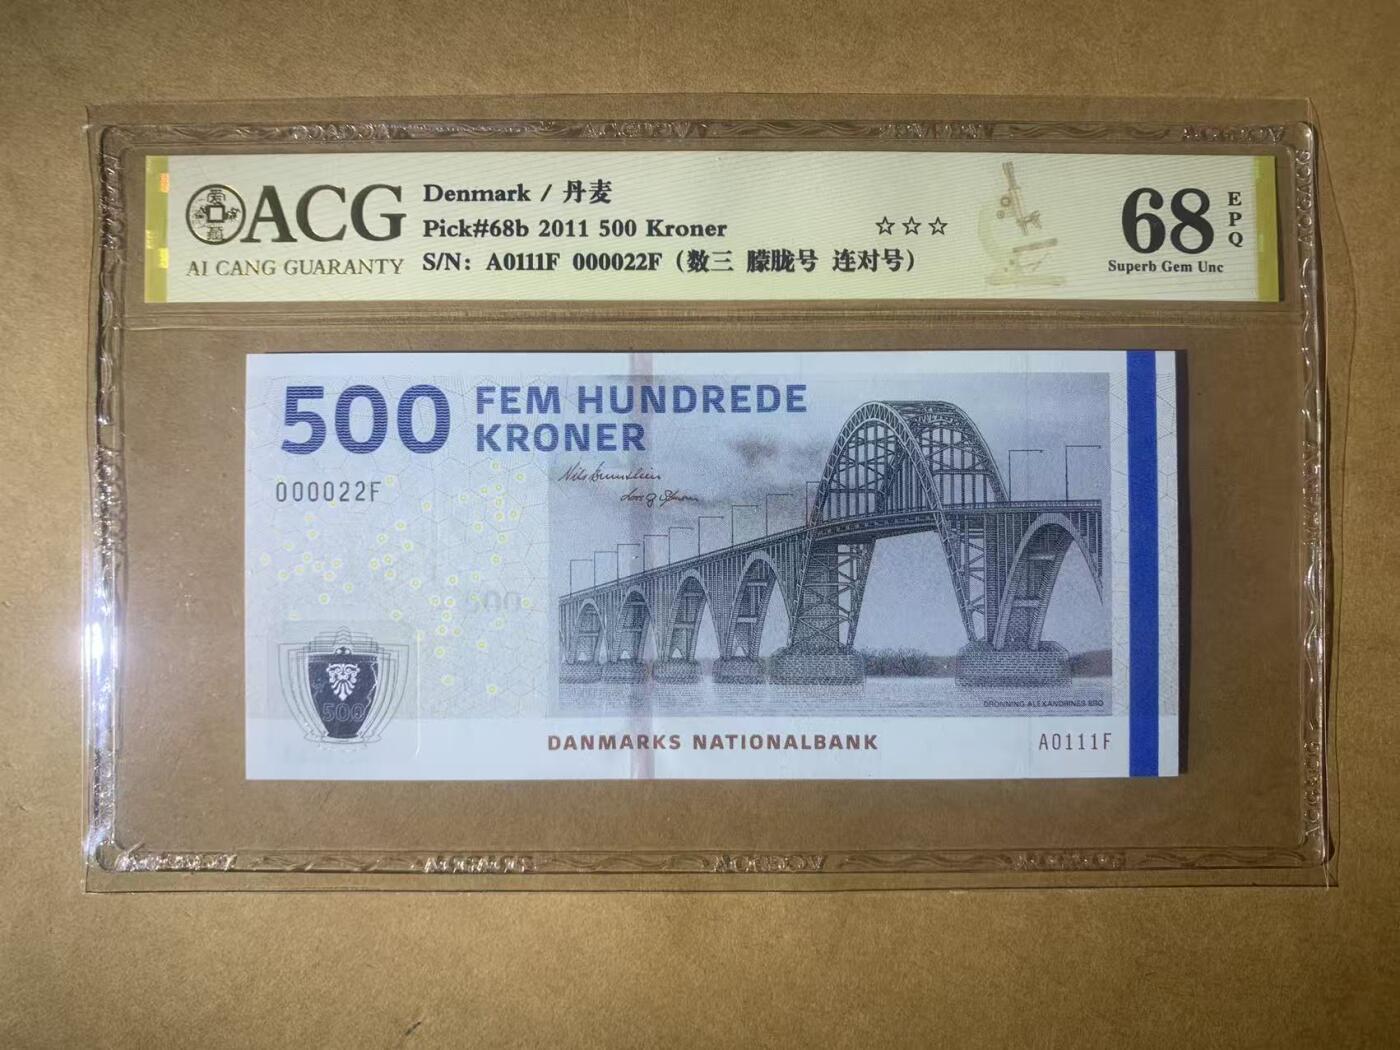 ACG
AI CANG GUARANTY
Denmark / 丹麦
Pick#68b 2011 500 Kroner
S/N: A0111F 000022F (数三 朦胧号 连对号)
☆☆☆
68
EPQ
Superb Gem Unc
500
FEM HUNDREDE
KRONER
000022F
500
500
DRONNING ALEXANDRINES BRO
DANMARKS NATIONALBANK
A0111F